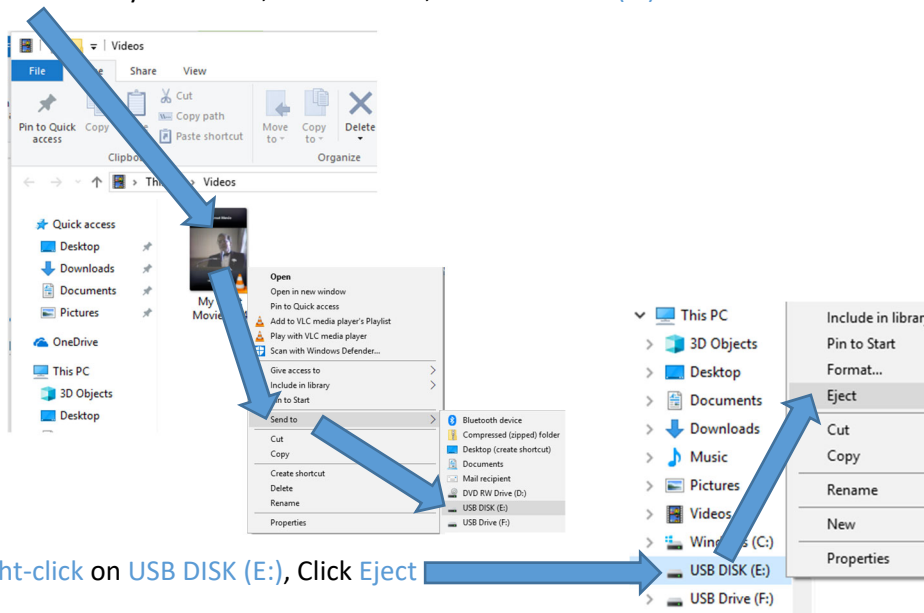 Videos
File
Share
View
Pin to Quick
access
Copy
Cut
Copy path
Paste shortcut
Move
to
Copy
to
Delete
Organize
> Videos
Quick access
Desktop
Downloads
Documents
Pictures
OneDrive
This PC
3D Objects
Desktop
My
Open
Open in new window
Pin to Quick access
Add to VLC media player's Playlist
Play with VLC media player
Scan with Windows Defender...
Give access to
Include in library
to Start
Send to
Cut
Copy
Create shortcut
Delete
Rename
Properties
Bluetooth device
Compressed (zipped) folder
Desktop (create shortcut)
Documents
Mail recipient
DVD RW Drive (D:)
USB DISK (E:)
USB Drive (F:)
This PC
3D Objects
Desktop
Documents
Downloads
Music
Pictures
Videos
(C:)
USB DISK (E:)
USB Drive (F:)
Include in librar
Pin to Start
Format...
Eject
Cut
Copy
Rename
New
Properties
ht-click on USB DISK (E:), Click Eject